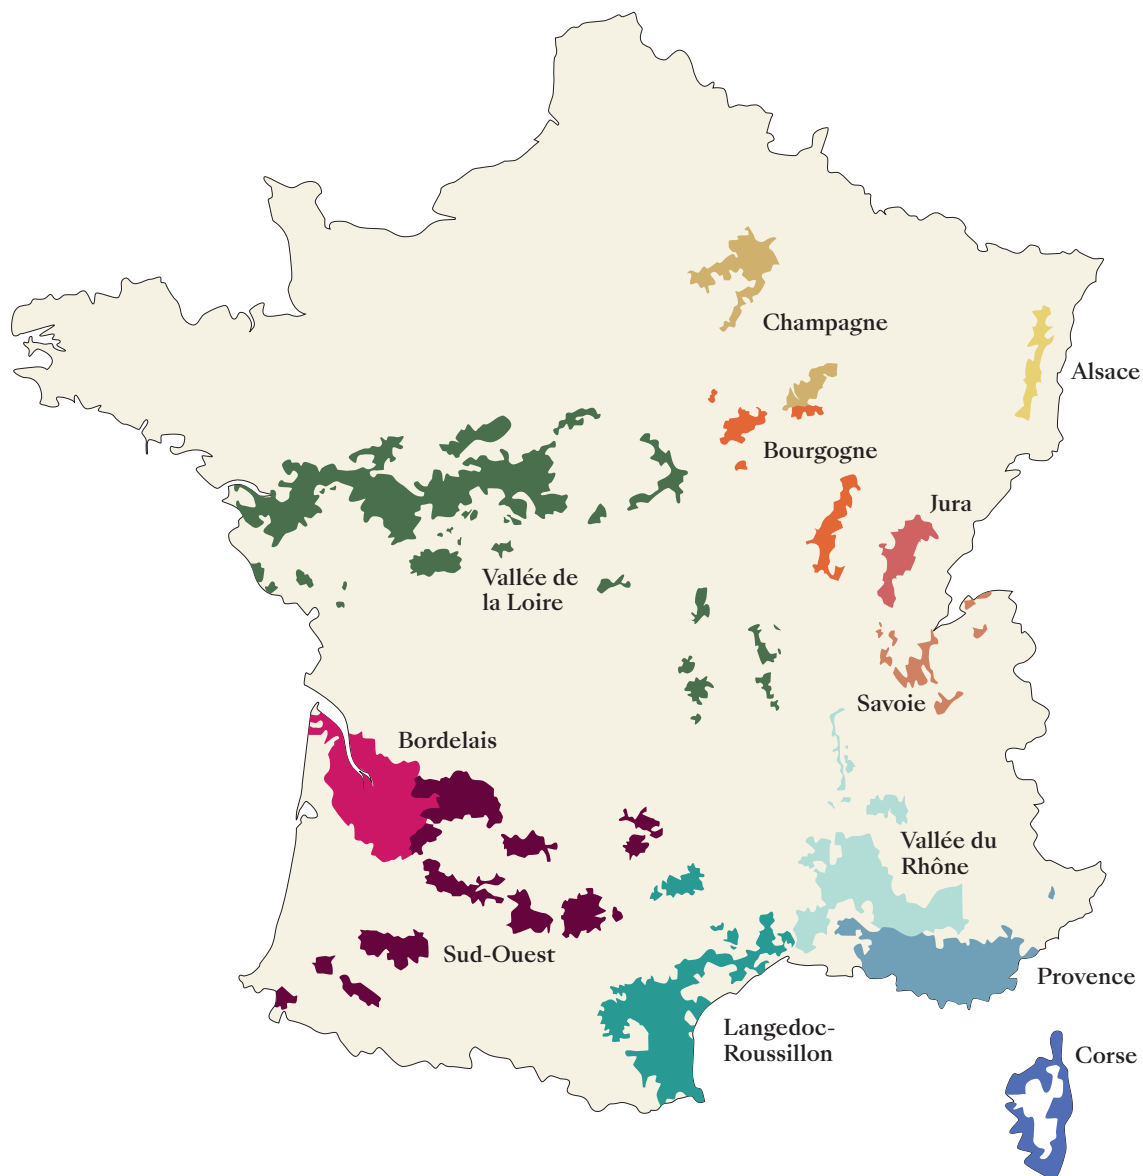 Champagne
Alsace
Bourgogne
Jura
Vallée de
la Loire
Savoie
Bordelais
Vallée du
Rhône
Sud-Ouest
Provence
Langedoc-
Roussillon
Corse